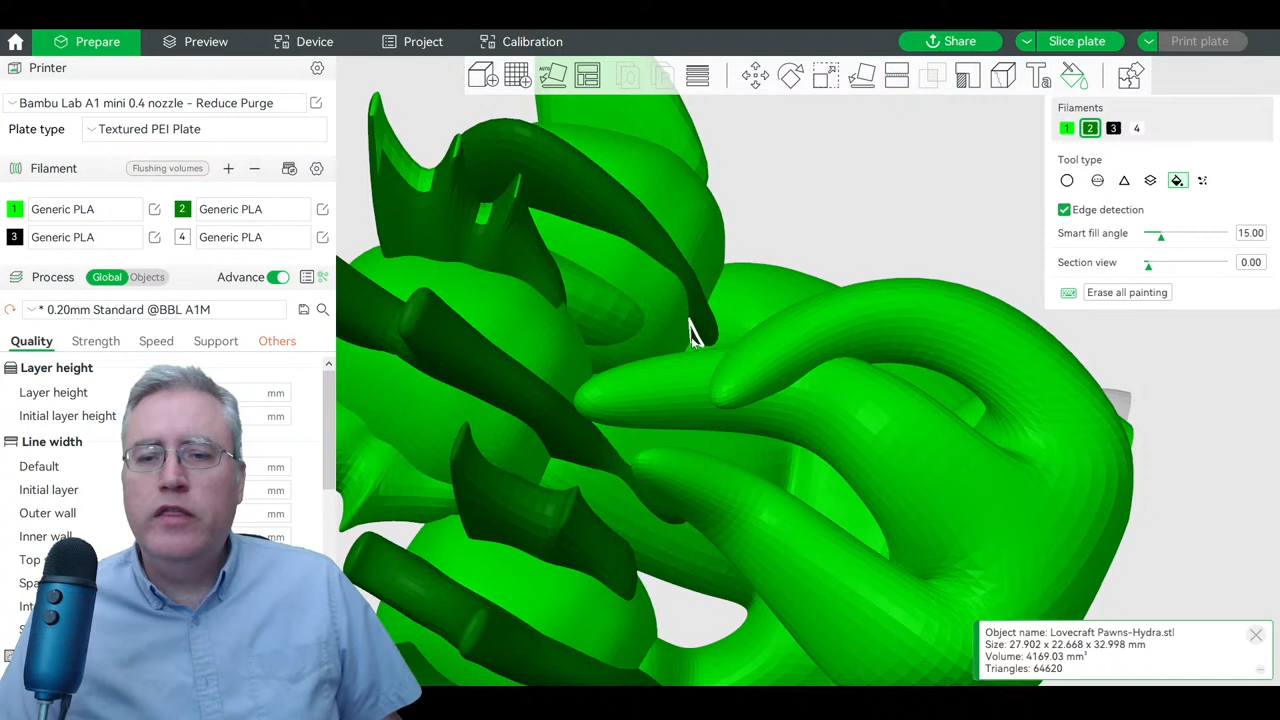 Prepare Preview Device Project Calibration Share Slice plate Print plate
Printer
Bambu Lab A1 mini 0.4 nozzle - Reduce Purge
Plate type Textured PEI Plate
Filament Flushing volumes
1 Generic PLA 2 Generic PLA
3 Generic PLA 4 Generic PLA
Process Global Objects Advance
* 0.20mm Standard @BBL A1M
Quality Strength Speed Support Others
Layer height
Layer height mm
Initial layer height mm
Line width
Default mm
Initial layer mm
Outer wall mm
Inner wall mm
Top
AUTO
Filaments
1 2 3 4
Tool type
Edge detection
Smart fill angle 15.00
Section view 0.00
Erase all painting
Object name: Lovecraft Pawns-Hydra.stl
Size: 27.902 x 22.668 x 32.998 mm
Volume: 4169.03 mm³
Triangles: 64620